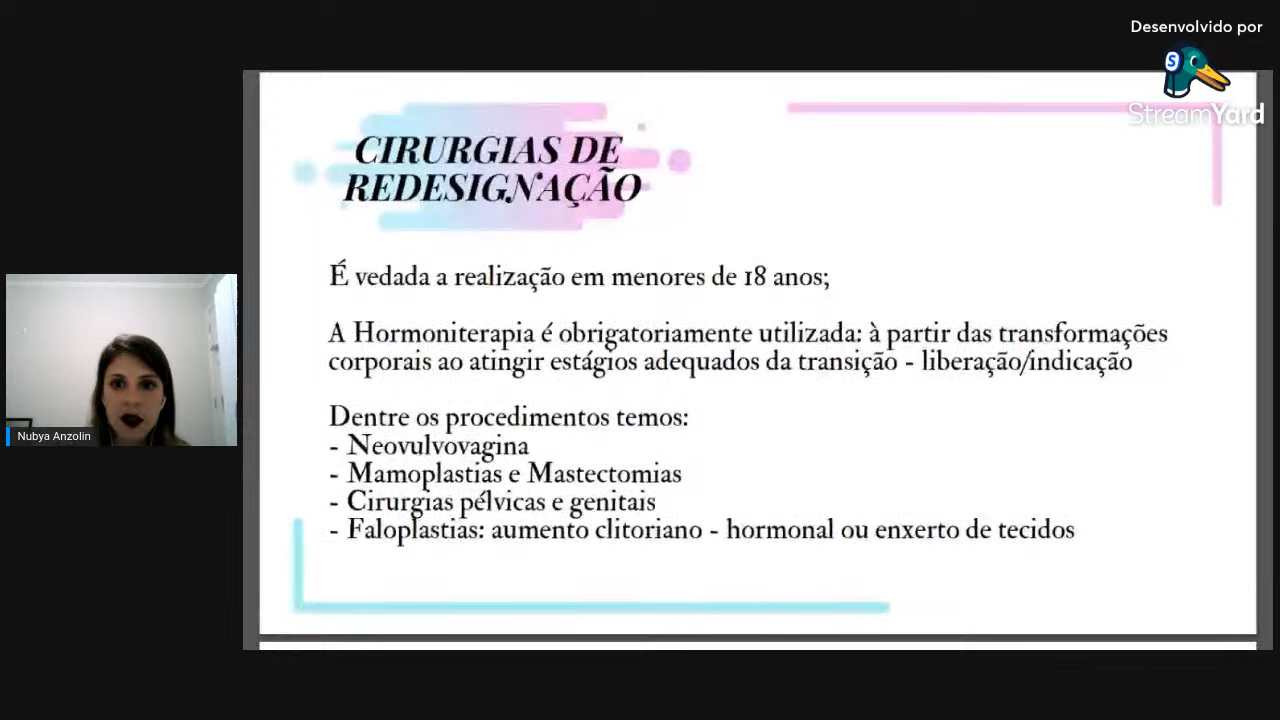 Desenvolvido por
StreamYard
CIRURGIAS DE
REDESIGNAÇÃO
É vedada a realização em menores de 18 anos;
A Hormoniterapia é obrigatoriamente utilizada: à partir das transformações
corporais ao atingir estágios adequados da transição - liberação/indicação
Dentre os procedimentos temos:
- Neovulvovagina
- Mamoplastias e Mastectomias
- Cirurgias pélvicas e genitais
- Faloplastias: aumento clitoriano - hormonal ou enxerto de tecidos
Nubya Anzolin